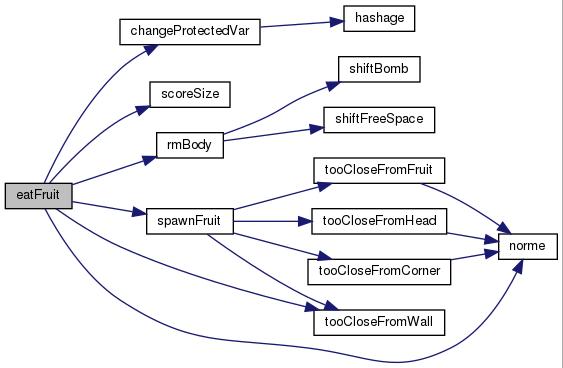 hashage
changeProtectedVar
shiftBomb
scoreSize
shiftFreeSpace
rmBody
tooCloseFromFruit
eatFruit
spawnFruit
tooCloseFromHead
norme
tooCloseFromCorner
tooCloseFromWall